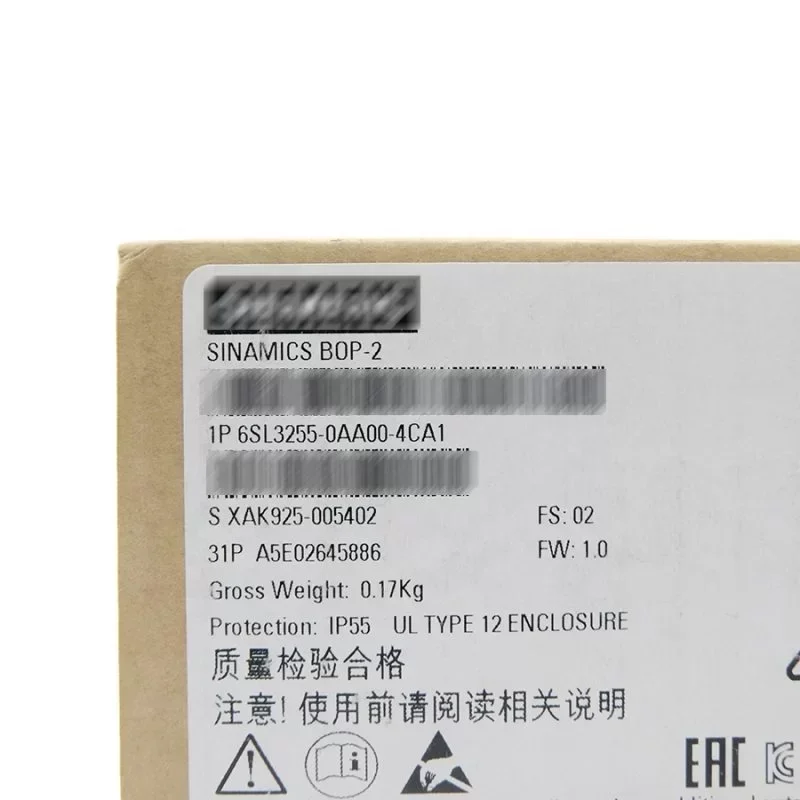 SINAMICS BOP-2
1P 6SL3255-0AA00-4CA1
S XAK925-005402 FS: 02
31P A5E02645886 FW: 1.0
Gross Weight: 0.17Kg
Protection: IP55 UL TYPE 12 ENCLOSURE
质量检验合格
注意! 使用前请阅读相关说明
EAC